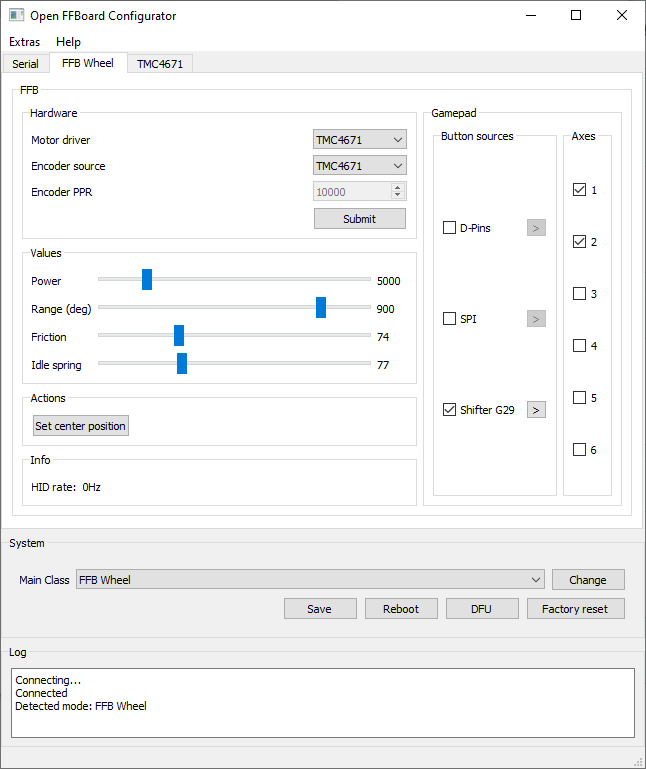 Open FFBoard Configurator
Extras Help
Serial FFB Wheel TMC4671
FFB
Hardware
Motor driver TMC4671
Encoder source TMC4671
Encoder PPR 10000
Submit
Values
Power 5000
Range (deg) 900
Friction 74
Idle spring 77
Actions
Set center position
Info
HID rate: 0Hz
Gamepad
Button sources
D-Pins >
SPI >
Shifter G29 >
Axes
1
2
3
4
5
6
System
Main Class FFB Wheel Change
Save Reboot DFU Factory reset
Log
Connecting...
Connected
Detected mode: FFB Wheel